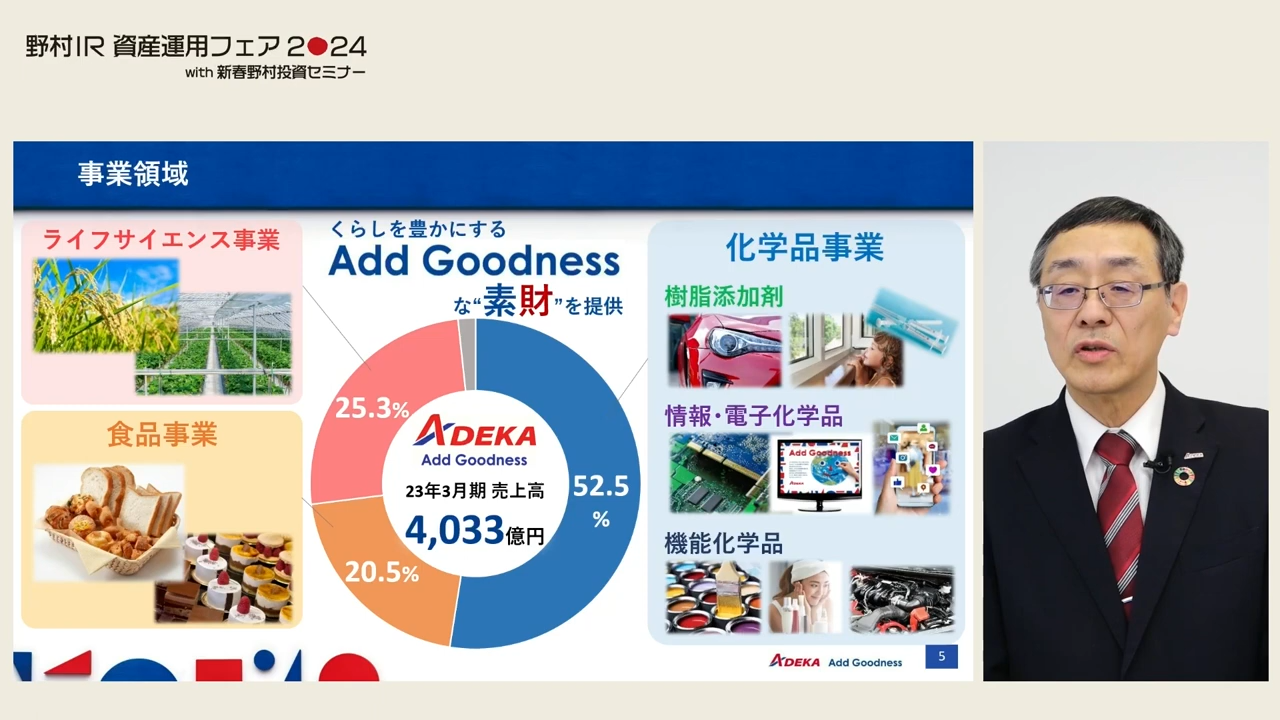 野村IR 資産運用フェア 2024
with 新春野村投資セミナー
事業領域
ライフサイエンス事業
食品事業
くらしを豊かにする
Add Goodness
な“素財”を提供
25.3%
20.5%
52.5
%
ADEKA
Add Goodness
23年3月期 売上高
4,033億円
化学品事業
樹脂添加剤
情報・電子化学品
Add Goodness
ADEKA
機能化学品
ADEKA Add Goodness
5
ADEKA